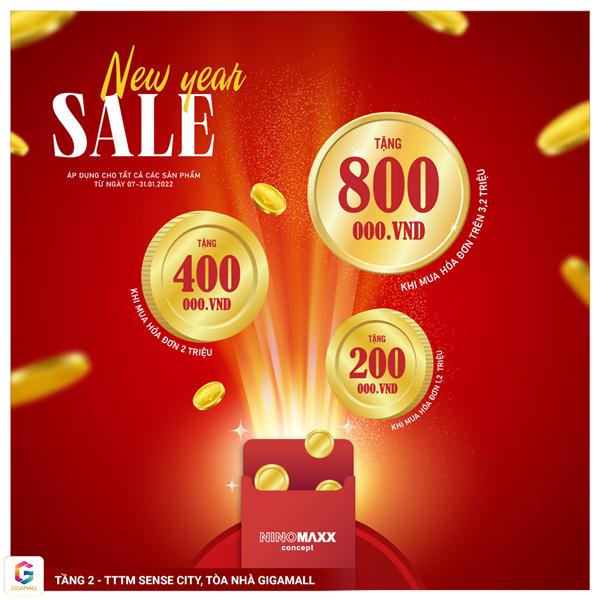 New year
SALE
ÁP DỤNG CHO TẤT CẢ CÁC SẢN PHẨM
TỪ NGÀY 07-31.01.2022
TẶNG
800
000.VND
KHI MUA HÓA ĐƠN TRÊN 3,2 TRIỆU
TẶNG
400
000.VND
KHI MUA HÓA ĐƠN 2 TRIỆU
TẶNG
200
000.VND
KHI MUA HÓA ĐƠN 1,2 TRIỆU
NINOMAXX
concept
GIGAMALL
TẦNG 2 - TTTM SENSE CITY, TÒA NHÀ GIGAMALL